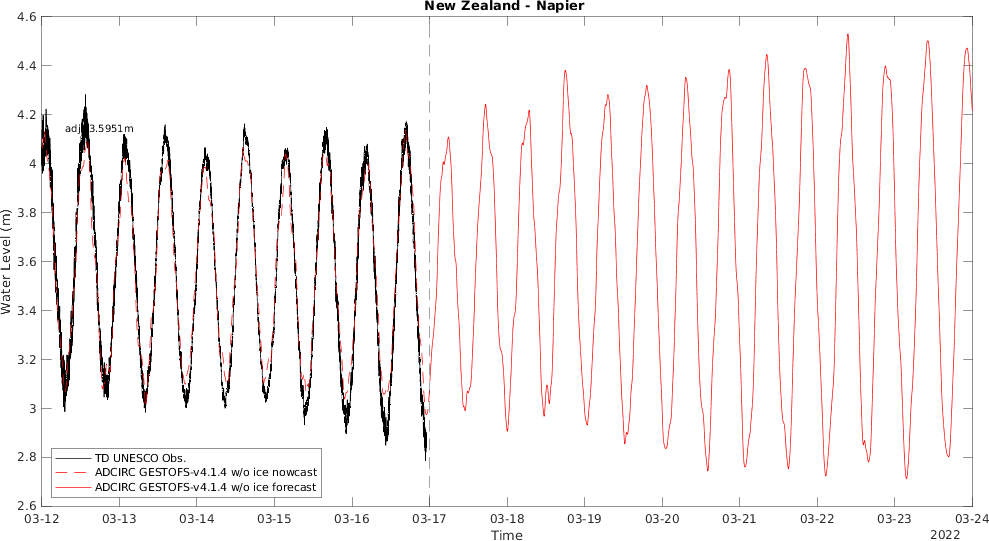 New Zealand - Napier
4.6
4.4
4.2
4
3.8
3.6
3.4
3.2
3
2.8
2.6
Water Level (m)
TD UNESCO Obs.
ADCIRC GESTOFS-v4.1.4 w/o ice nowcast
ADCIRC GESTOFS-v4.1.4 w/o ice forecast
03-12 03-13 03-14 03-15 03-16 03-17 03-18 03-19 03-20 03-21 03-22 03-23 03-24
Time
2022